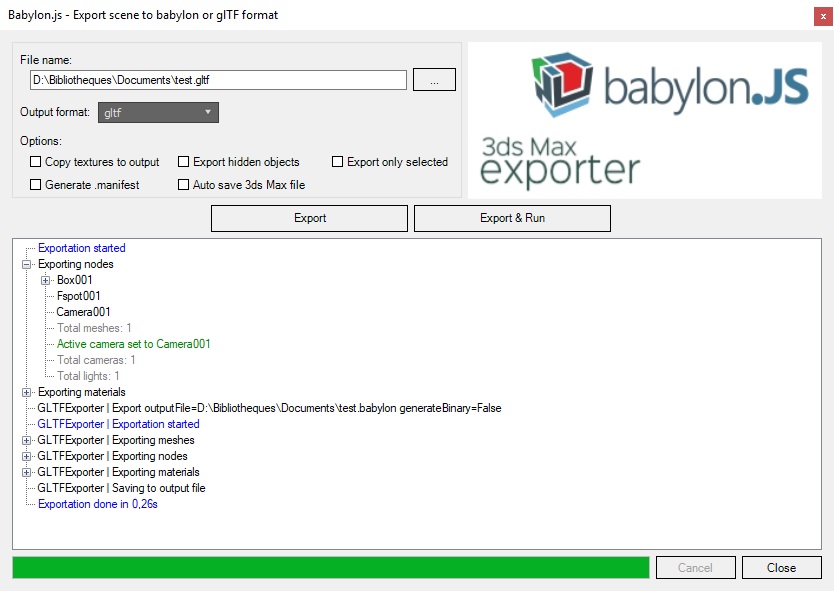 Babylon.js - Export scene to babylon or glTF format
x
File name:
D:\Bibliotheques\Documents\test.gltf
...
Output format:
gltf
Options:
Copy textures to output
Export hidden objects
Export only selected
Generate .manifest
Auto save 3ds Max file
babylon.JS
3ds Max
exporter
Export
Export & Run
Exportation started
Exporting nodes
Box001
Fspot001
Camera001
Total meshes: 1
Active camera set to Camera001
Total cameras: 1
Total lights: 1
Exporting materials
GLTFExporter | Export outputFile=D:\Bibliotheques\Documents\test.babylon generateBinary=False
GLTFExporter | Exportation started
GLTFExporter | Exporting meshes
GLTFExporter | Exporting nodes
GLTFExporter | Exporting materials
GLTFExporter | Saving to output file
Exportation done in 0,26s
Cancel
Close